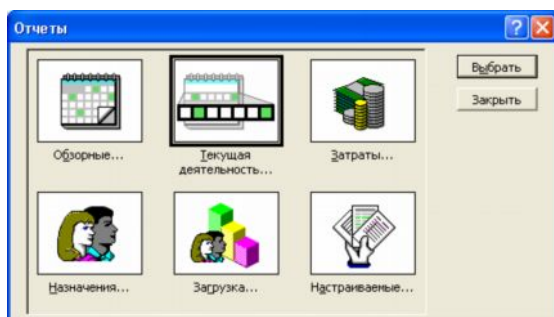 Отчеты
Выбрать
Закрыть
Обзорные...
Текущая
деятельность...
Затраты...
Назначения...
Загрузка...
Настраиваемые...